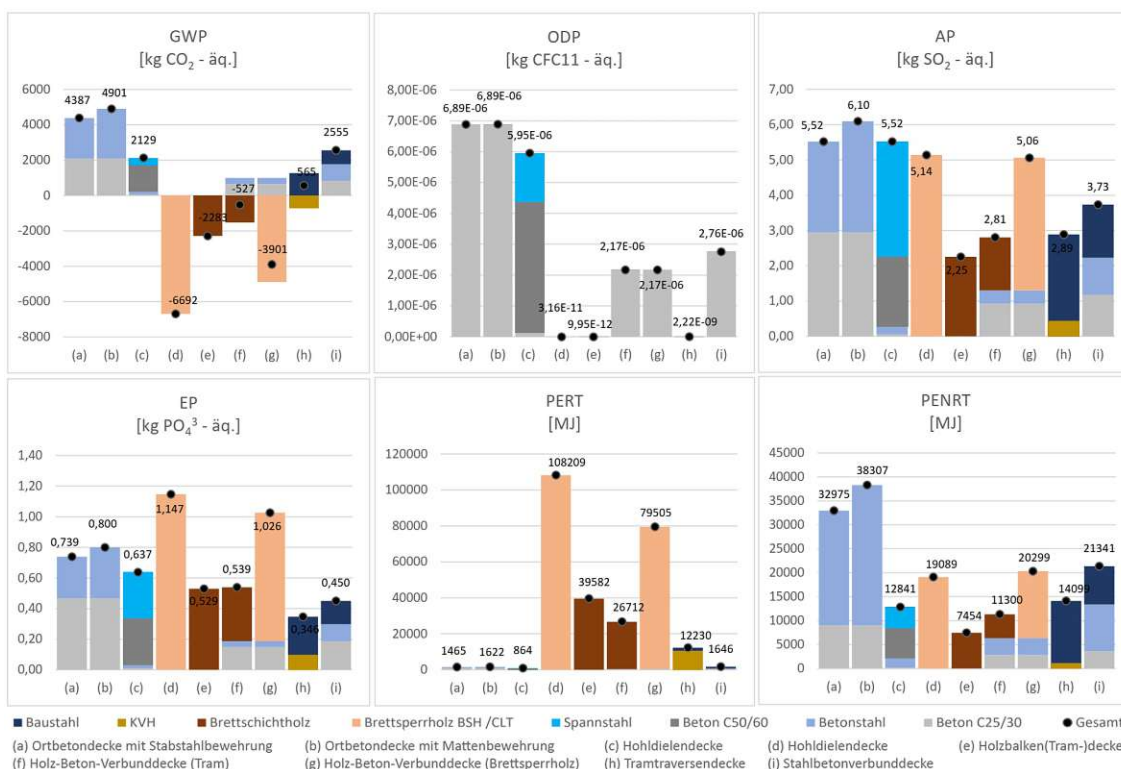 GWP
[kg CO2 - äq.]
6000
4000
2000
0
-2000
-4000
-6000
-8000
4387
4901
2129
-6692
-2283
-527
-3901
565
2555
(a) (b) (c) (d) (e) (f) (g) (h) (i)
ODP
[kg CFC11 - äq.]
8,00E-06
7,00E-06
6,00E-06
5,00E-06
4,00E-06
3,00E-06
2,00E-06
1,00E-06
0,00E+00
6,89E-06
6,89E-06
5,95E-06
3,16E-11
9,95E-12
2,17E-06
2,17E-06
2,22E-09
2,76E-06
(a) (b) (c) (d) (e) (f) (g) (h) (i)
AP
[kg SO2 - äq.]
7,00
6,00
5,00
4,00
3,00
2,00
1,00
0,00
5,52
6,10
5,52
5,14
2,25
2,81
5,06
2,89
3,73
(a) (b) (c) (d) (e) (f) (g) (h) (i)
EP
[kg PO4³ - äq.]
1,40
1,20
1,00
0,80
0,60
0,40
0,20
0,00
0,739
0,800
0,637
1,147
0,529
0,539
1,026
0,346
0,450
(a) (b) (c) (d) (e) (f) (g) (h) (i)
PERT
[MJ]
120000
100000
80000
60000
40000
20000
0
1465
1622
864
108209
39582
26712
79505
12230
1646
(a) (b) (c) (d) (e) (f) (g) (h) (i)
PENRT
[MJ]
45000
40000
35000
30000
25000
20000
15000
10000
5000
0
32975
38307
12841
19089
7454
11300
20299
14099
21341
(a) (b) (c) (d) (e) (f) (g) (h) (i)
Baustahl KVH Brettschichtholz Brettsperrholz BSH /CLT Spannstahl Beton C50/60 Betonstahl Beton C25/30 Gesamt
(a) Ortbetondecke mit Stabstahlbewehrung (b) Ortbetondecke mit Mattenbewehrung (c) Hohldielendecke (d) Hohldielendecke (e) Holzbalken(Tram-)decke
(f) Holz-Beton-Verbunddecke (Tram) (g) Holz-Beton-Verbunddecke (Brettsperrholz) (h) Tramtraversendecke (i) Stahlbetonverbunddecke